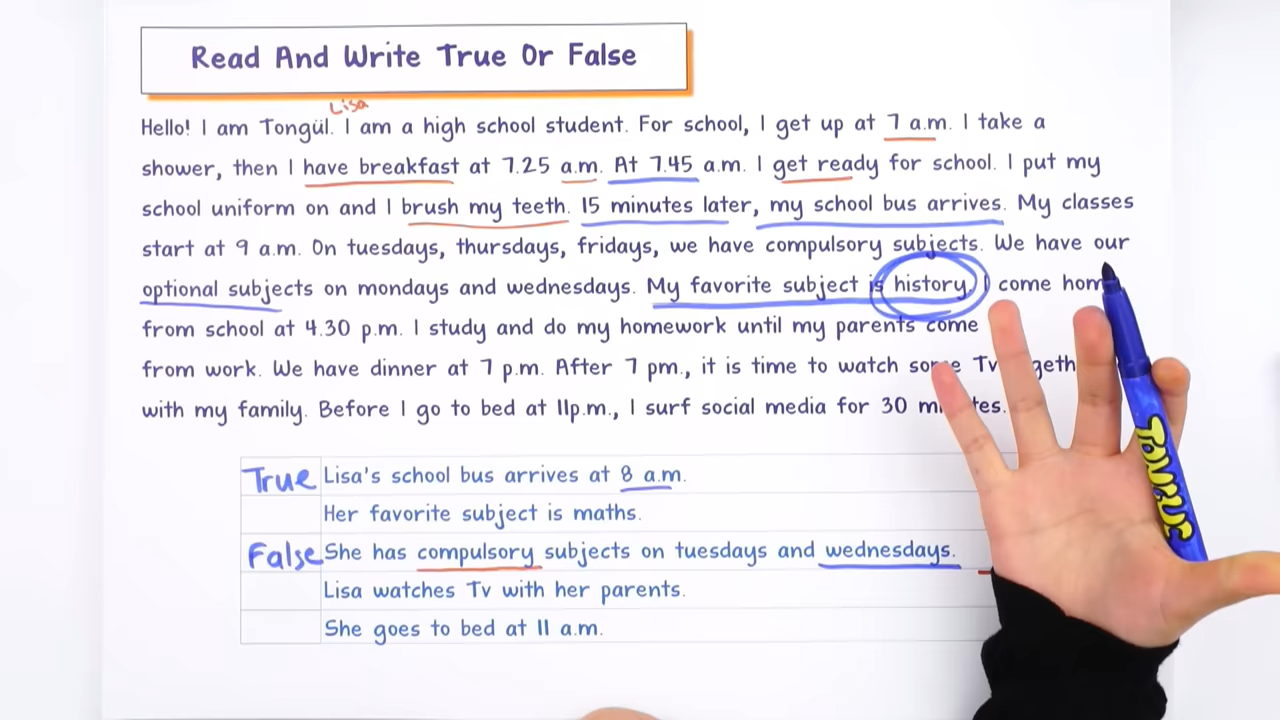 Read And Write True Or False
Lisa
Hello! I am Tongül. I am a high school student. For school, I get up at 7 a.m. I take a
shower, then I have breakfast at 7.25 a.m. At 7.45 a.m. I get ready for school. I put my
school uniform on and I brush my teeth. 15 minutes later, my school bus arrives. My classes
start at 9 a.m. On tuesdays, thursdays, fridays, we have compulsory subjects. We have our
optional subjects on mondays and wednesdays. My favorite subject is history. I come
from school at 4.30 p.m. I study and do my homework until my parents come
from work. We have dinner at 7 p.m. After 7 pm., it is time to watch some Tv
with my family. Before I go to bed at 11p.m., I surf social media for 30
True Lisa's school bus arrives at 8 a.m.
Her favorite subject is maths.
False She has compulsory subjects on tuesdays and wednesdays.
Lisa watches Tv with her parents.
She goes to bed at 11 a.m.